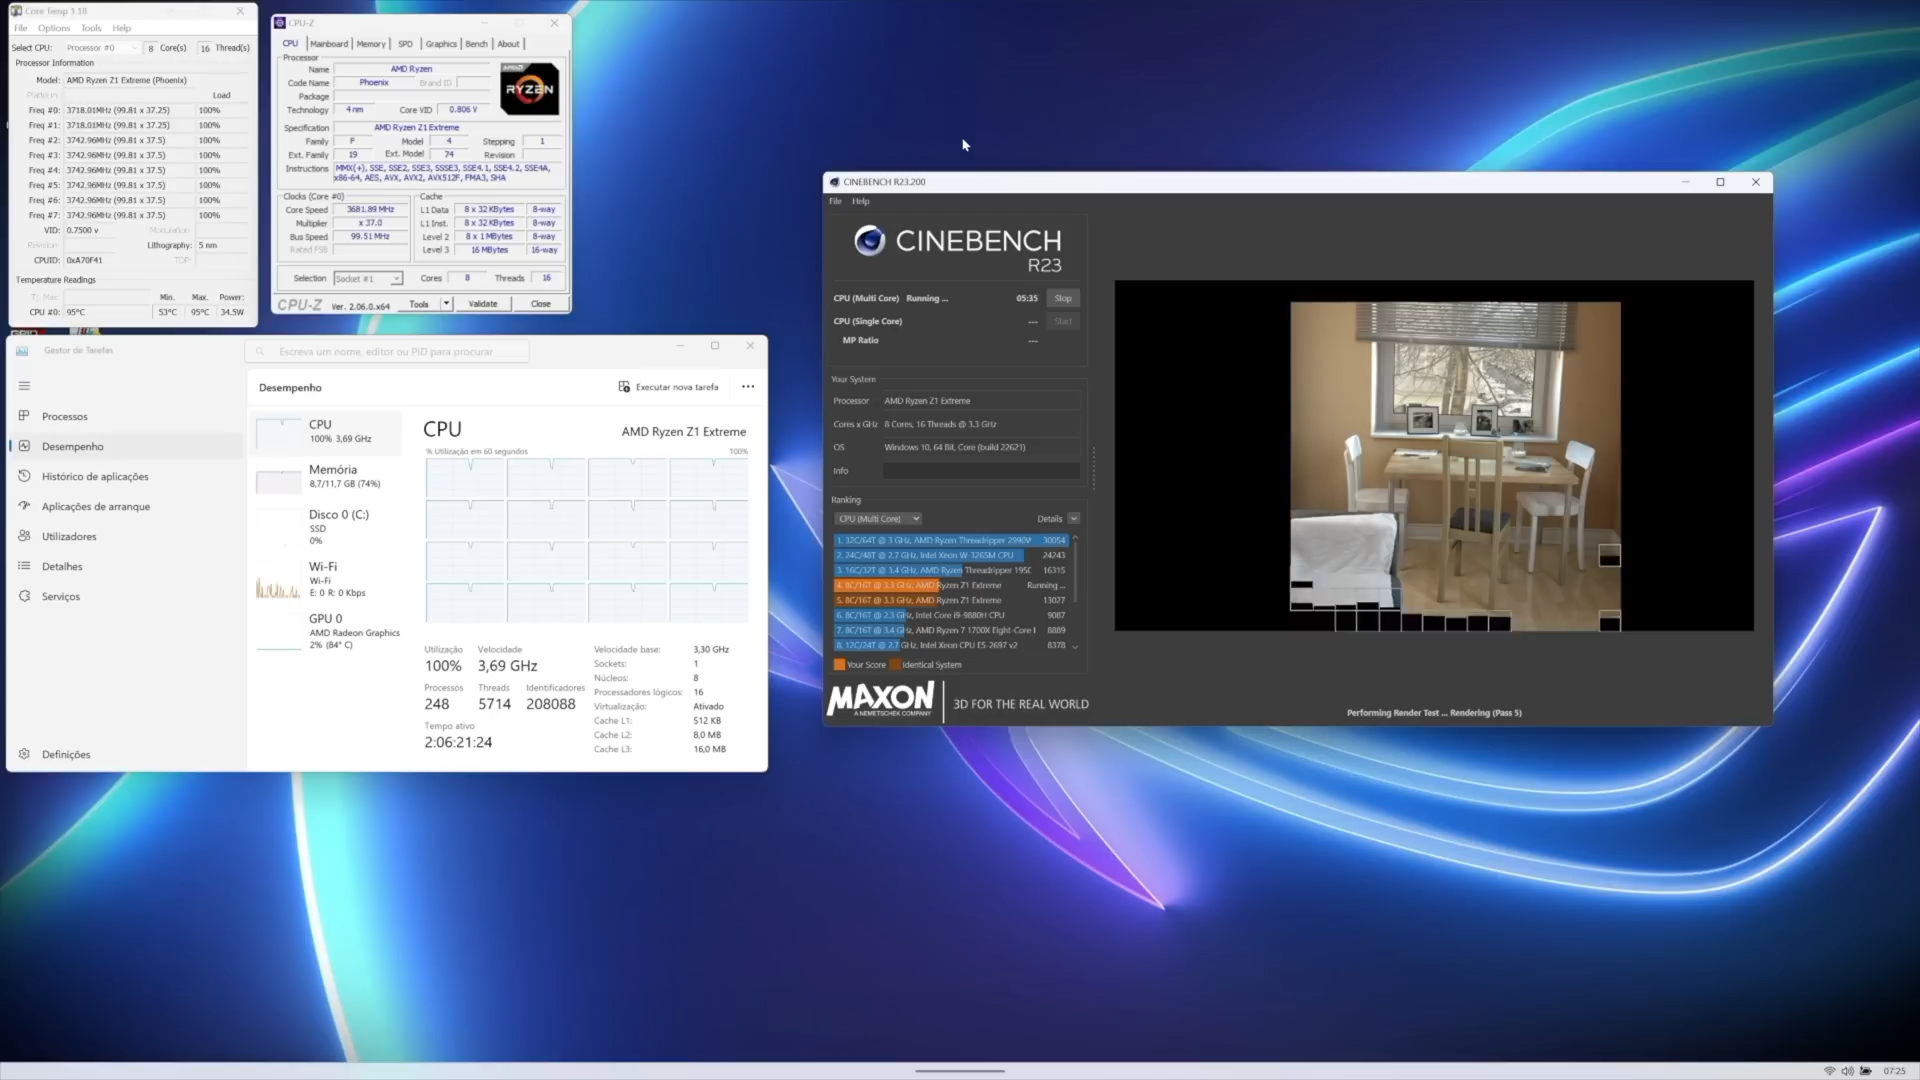 Core Temp 1.18
File Options Tools Help
Select CPU: Processor #0 8 Core(s) 16 Thread(s)
Processor Information
Model: AMD Ryzen Z1 Extreme (Phoenix)
Platform:
Load
Freq #0: 3718.01MHz (99.81 x 37.25) 100%
Freq #1: 3718.01MHz (99.81 x 37.25) 100%
Freq #2: 3742.96MHz (99.81 x 37.5) 100%
Freq #3: 3742.96MHz (99.81 x 37.5) 100%
Freq #4: 3742.96MHz (99.81 x 37.5) 100%
Freq #5: 3742.96MHz (99.81 x 37.5) 100%
Freq #6: 3742.96MHz (99.81 x 37.5) 100%
Freq #7: 3742.96MHz (99.81 x 37.5) 100%
VID: 0.7500 v Modulation:
Revision: Lithography: 5 nm
CPUID: 0xA70F41 TDP:
Temperature Readings
Tj. Max: Min. Max. Power:
CPU #0: 95°C 53°C 95°C 34.5W
CPU-Z
CPU Mainboard Memory SPD Graphics Bench About
Processor
Name AMD Ryzen
Code Name Phoenix Brand ID
Package
Technology 4 nm Core VID 0.806 V
AMD
RYZEN
Specification AMD Ryzen Z1 Extreme
Family F Model 4 Stepping 1
Ext. Family 19 Ext. Model 74 Revision
Instructions MMX(+), SSE, SSE2, SSE3, SSSE3, SSE4.1, SSE4.2, SSE4A,
x86-64, AES, AVX, AVX2, AVX512F, FMA3, SHA
Clocks (Core #0) Cache
Core Speed 3681.89 MHz L1 Data 8 x 32 KBytes 8-way
Multiplier x 37.0 L1 Inst. 8 x 32 KBytes 8-way
Bus Speed 99.51 MHz Level 2 8 x 1 MBytes 8-way
Rated FSB Level 3 16 MBytes 16-way
Selection Socket #1 Cores 8 Threads 16
CPU-Z Ver. 2.06.0.x64 Tools Validate Close
Gestor de Tarefas
Escreva um nome, editor ou PID para procurar
Desempenho Executar nova tarefa ...
Processos
Desempenho
Histórico de aplicações
Aplicações de arranque
Utilizadores
Detalhes
Serviços
Definições
CPU
100% 3,69 GHz
Memória
8,7/11,7 GB (74%)
Disco 0 (C:)
SSD
0%
Wi-Fi
Wi-Fi
E: 0 R: 0 Kbps
GPU 0
AMD Radeon Graphics
2% (84° C)
CPU AMD Ryzen Z1 Extreme
% Utilização em 60 segundos 100%
Utilização Velocidade
100% 3,69 GHz
Processos Threads Identificadores
248 5714 208088
Tempo ativo
2:06:21:24
Velocidade base: 3,30 GHz
Sockets: 1
Núcleos: 8
Processadores lógicos: 16
Virtualização: Ativado
Cache L1: 512 KB
Cache L2: 8,0 MB
Cache L3: 16,0 MB
CINEBENCH R23.200
File Help
CINEBENCH
R23
CPU (Multi Core) Running ... 05:35 Stop
CPU (Single Core) --- Start
MP Ratio ---
Your System
Processor AMD Ryzen Z1 Extreme
Cores x GHz 8 Cores, 16 Threads @ 3.3 GHz
OS Windows 10, 64 Bit, Core (build 22621)
Info
Ranking
CPU (Multi Core) Details
1. 32C/64T @ 3 GHz, AMD Ryzen Threadripper 2990W 30054
2. 24C/48T @ 2.7 GHz, Intel Xeon W-3265M CPU 24243
3. 16C/32T @ 3.4 GHz, AMD Ryzen Threadripper 1950 16315
4. 8C/16T @ 3.3 GHz, AMD Ryzen Z1 Extreme Running ...
5. 8C/16T @ 3.3 GHz, AMD Ryzen Z1 Extreme 13027
6. 8C/16T @ 2.3 GHz, Intel Core i9-9880H CPU 9087
7. 8C/16T @ 3.4 GHz, AMD Ryzen 7 1700X Eight-Core 8889
8. 12C/24T @ 2.7 GHz, Intel Xeon CPU E5-2697 v2 8378
Your Score Identical System
MAXON
A NEMETSCHEK COMPANY
3D FOR THE REAL WORLD
Performing Render Test ... Rendering (Pass 5)
07:25